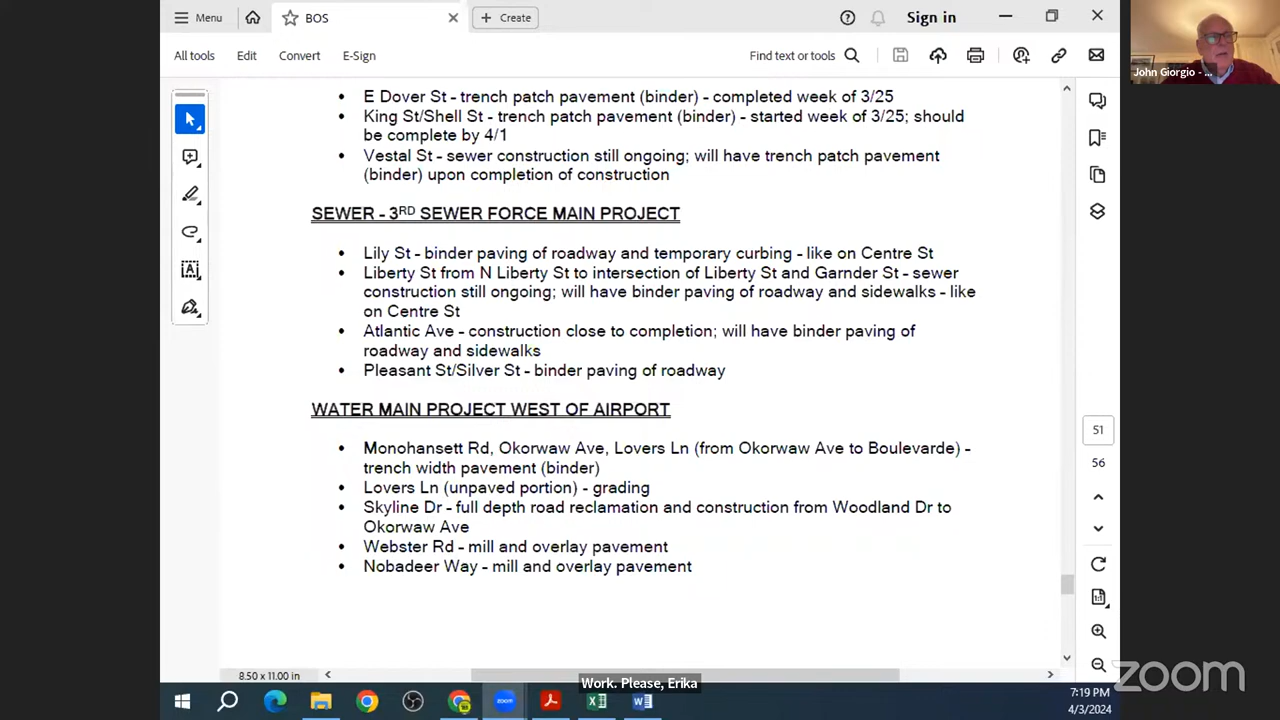 Menu
BOS
Create
Sign in
All tools
Edit
Convert
E-Sign
Find text or tools
John Giorgio - ...
• E Dover St - trench patch pavement (binder) - completed week of 3/25
• King St/Shell St - trench patch pavement (binder) - started week of 3/25; should
be complete by 4/1
• Vestal St - sewer construction still ongoing; will have trench patch pavement
(binder) upon completion of construction
SEWER - 3RD SEWER FORCE MAIN PROJECT
• Lily St - binder paving of roadway and temporary curbing - like on Centre St
• Liberty St from N Liberty St to intersection of Liberty St and Garnder St - sewer
construction still ongoing; will have binder paving of roadway and sidewalks - like
on Centre St
• Atlantic Ave - construction close to completion; will have binder paving of
roadway and sidewalks
• Pleasant St/Silver St - binder paving of roadway
WATER MAIN PROJECT WEST OF AIRPORT
• Monohansett Rd, Okorwaw Ave, Lovers Ln (from Okorwaw Ave to Boulevarde) -
trench width pavement (binder)
• Lovers Ln (unpaved portion) - grading
• Skyline Dr - full depth road reclamation and construction from Woodland Dr to
Okorwaw Ave
• Webster Rd - mill and overlay pavement
• Nobadeer Way - mill and overlay pavement
51
56
8.50 x 11.00 in
Work. Please, Erika
zoom
zoom
7:19 PM
4/3/2024